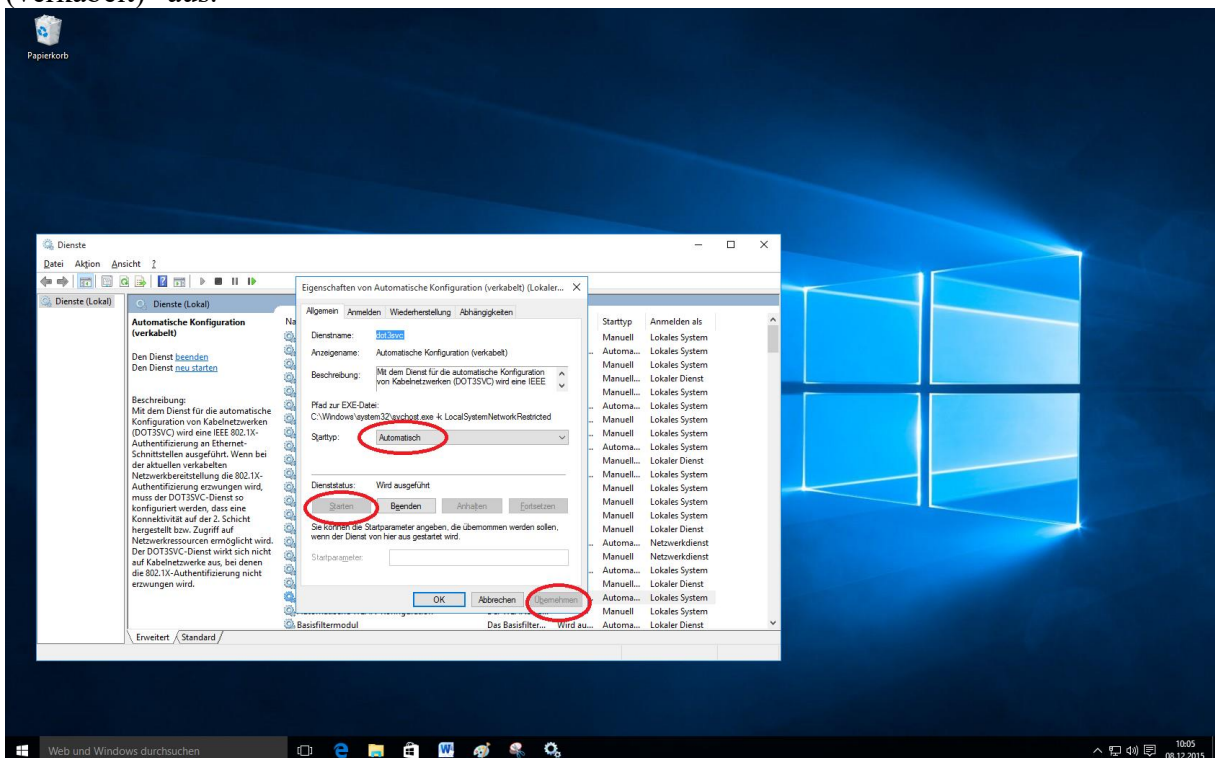 (verkabelt)“ aus.
Papierkorb
Dienste
Datei Aktion Ansicht ?
Dienste (Lokal)
Dienste (Lokal)
Automatische Konfiguration
(verkabelt)
Den Dienst beenden
Den Dienst neu starten
Beschreibung:
Mit dem Dienst für die automatische
Konfiguration von Kabelnetzwerken
(DOT3SVC) wird eine IEEE 802.1X-
Authentifizierung an Ethernet-
Schnittstellen ausgeführt. Wenn bei
der aktuellen verkabelten
Netzwerkbereitstellung die 802.1X-
Authentifizierung erzwungen wird,
muss der DOT3SVC-Dienst so
konfiguriert werden, dass eine
Konnektivität auf der 2. Schicht
hergestellt bzw. Zugriff auf
Netzwerkressourcen ermöglicht wird.
Der DOT3SVC-Dienst wirkt sich nicht
auf Kabelnetzwerke aus, bei denen
die 802.1X-Authentifizierung nicht
erzwungen wird.
Eigenschaften von Automatische Konfiguration (verkabelt) (Lokaler...
Allgemein Anmelden Wiederherstellung Abhängigkeiten
Dienstname: dot3svc
Anzeigename: Automatische Konfiguration (verkabelt)
Beschreibung: Mit dem Dienst für die automatische Konfiguration
von Kabelnetzwerken (DOT3SVC) wird eine IEEE
Pfad zur EXE-Datei:
C:\Windows\system32\svchost.exe -k LocalSystemNetworkRestricted
Starttyp: Automatisch
Dienststatus: Wird ausgeführt
Starten Beenden Anhalten Fortsetzen
Sie können die Startparameter angeben, die übernommen werden sollen,
wenn der Dienst von hier aus gestartet wird.
Startparameter:
OK Abbrechen Übernehmen
Na
Starttyp Anmelden als
Manuell Lokales System
Automa... Lokales System
Manuell Lokales System
Manuell... Lokaler Dienst
Manuell... Lokales System
Automa... Lokales System
Manuell Lokales System
Manuell Lokales System
Automa... Lokales System
Manuell... Lokaler Dienst
Manuell... Lokales System
Manuell... Lokales System
Manuell Lokales System
Manuell Lokales System
Manuell Lokaler Dienst
Automa... Netzwerkdienst
Manuell Netzwerkdienst
Automa... Lokales System
Manuell... Lokaler Dienst
Automa... Lokales System
Manuell Lokales System
Basisfiltermodul Das Basisfilter... Wird au... Automa... Lokaler Dienst
Erweitert Standard
Web und Windows durchsuchen
10:05
08.12.2015